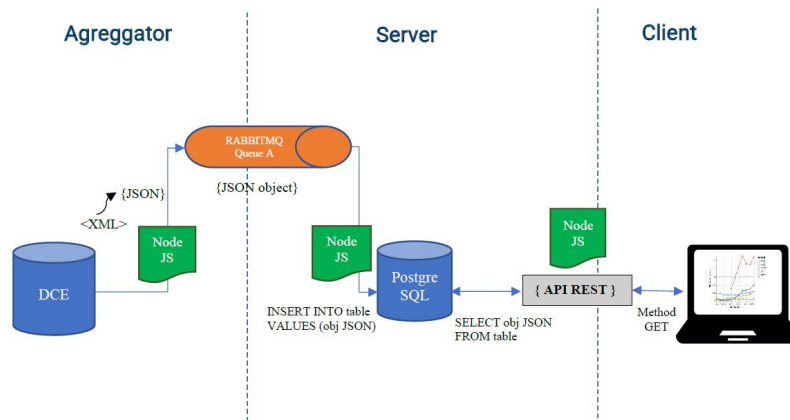 Agreggator
Server
Client
RABBITMQ
Queue A
{JSON}
{JSON object}
<XML>
Node
JS
DCE
Node
JS
Postgre
SQL
INSERT INTO table
VALUES (obj JSON)
SELECT obj JSON
FROM table
Node
JS
{ API REST }
Method
GET